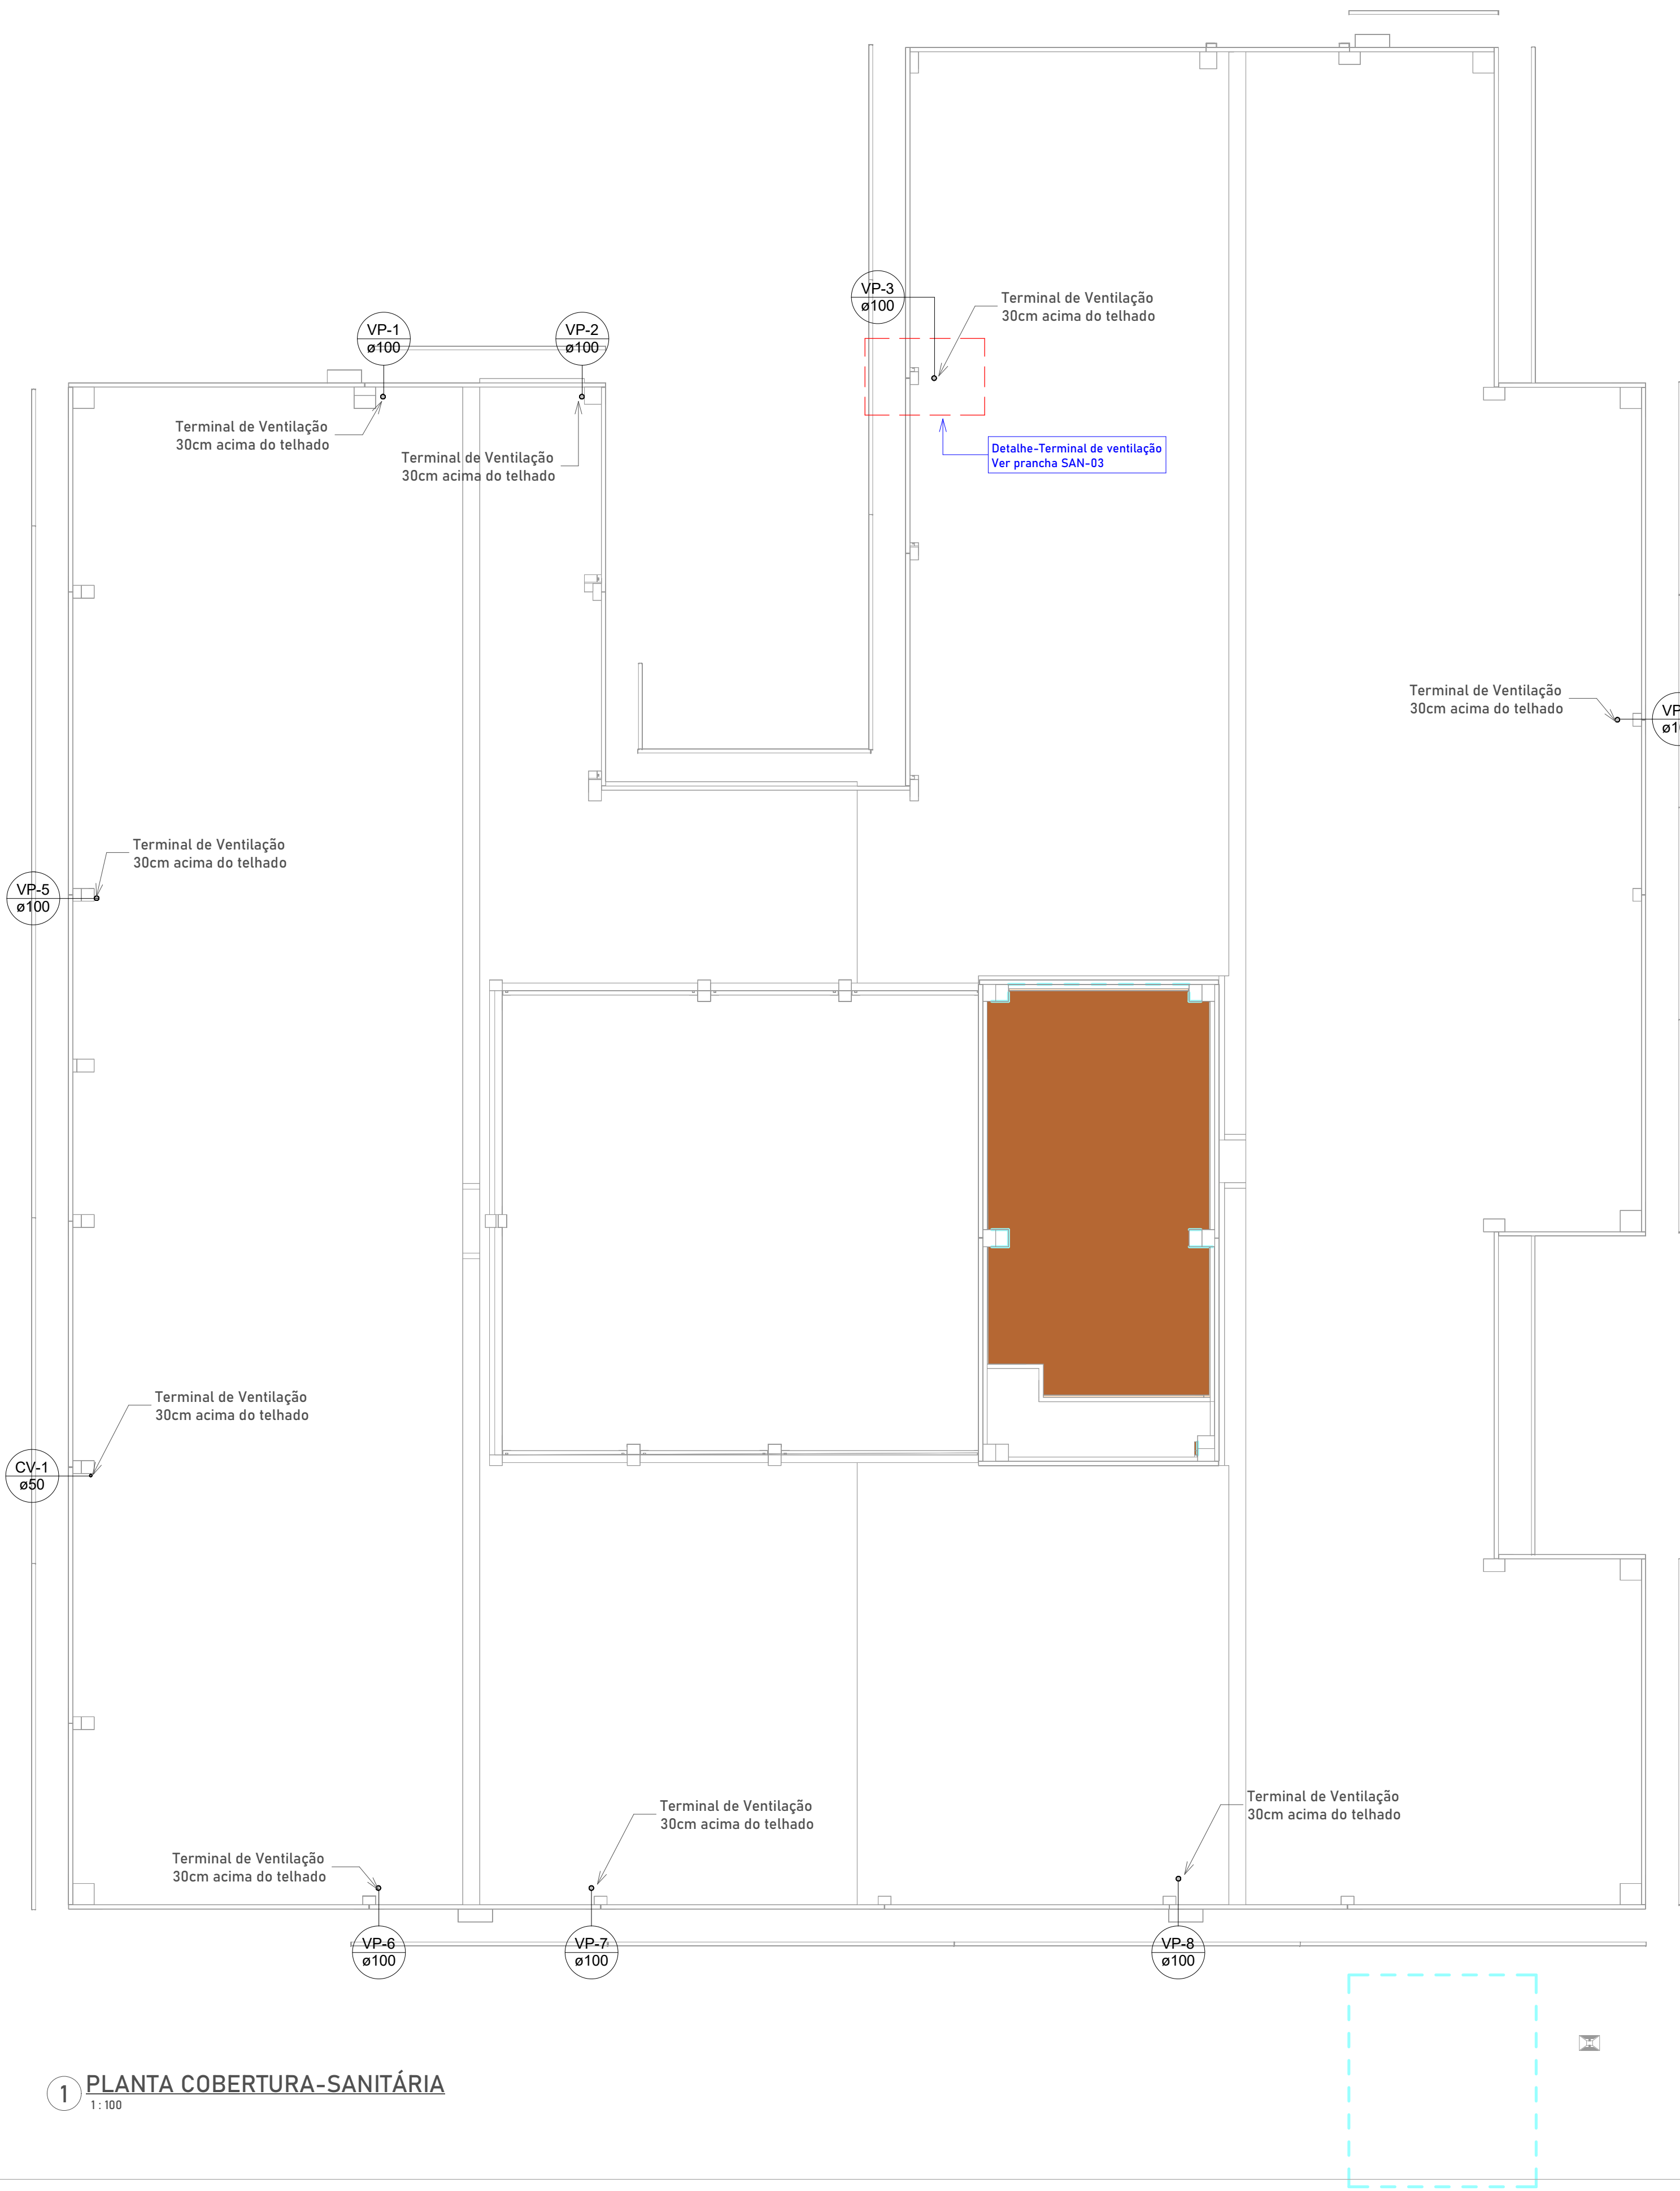 VP-3
ø100
Terminal de Ventilação
30cm acima do telhado
VP-1
ø100
VP-2
ø100
Terminal de Ventilação
30cm acima do telhado
Terminal de Ventilação
30cm acima do telhado
Detalhe-Terminal de ventilação
Ver prancha SAN-03
Terminal de Ventilação
30cm acima do telhado
Terminal de Ventilação
30cm acima do telhado
VP-5
ø100
Terminal de Ventilação
30cm acima do telhado
CV-1
ø50
Terminal de Ventilação
30cm acima do telhado
Terminal de Ventilação
30cm acima do telhado
Terminal de Ventilação
30cm acima do telhado
VP-6
ø100
VP-7
ø100
VP-8
ø100
1
PLANTA COBERTURA-SANITÁRIA
1 : 100